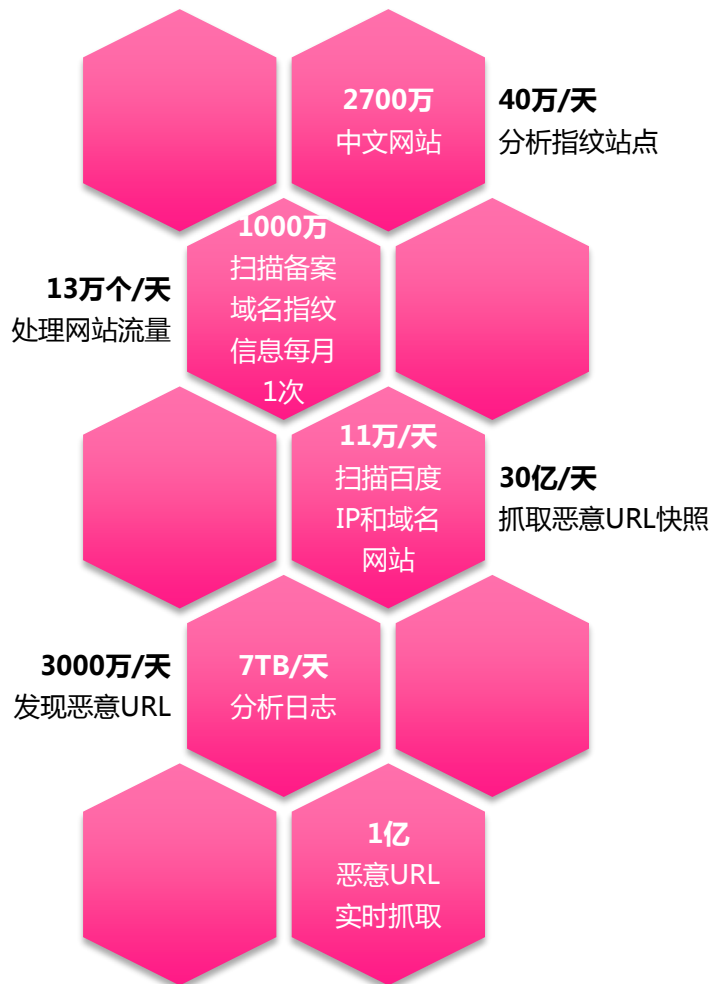 2700万
中文网站
40万/天
分析指纹站点
1000万
扫描备案
域名指纹
信息每月
1次
13万个/天
处理网站流量
11万/天
扫描百度
IP和域名
网站
30亿/天
抓取恶意URL快照
3000万/天
发现恶意URL
7TB/天
分析日志
1亿
恶意URL
实时抓取